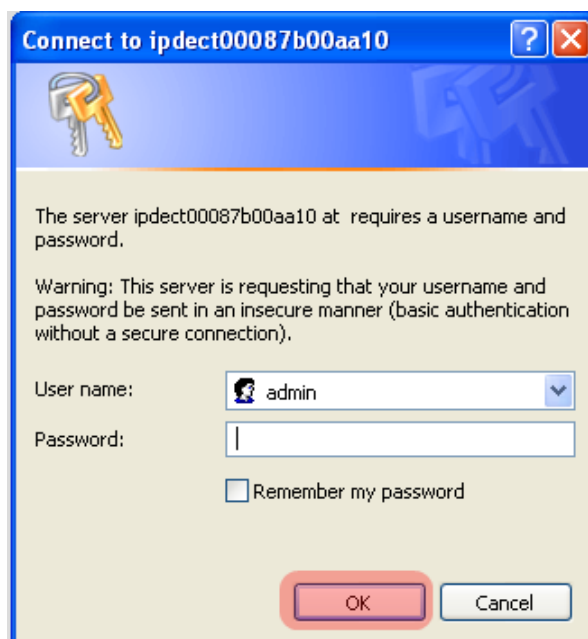 Connect to ipdect00087b00aa10
The server ipdect00087b00aa10 at requires a username and
password.
Warning: This server is requesting that your username and
password be sent in an insecure manner (basic authentication
without a secure connection).
User name:
admin
Password:
Remember my password
OK
Cancel